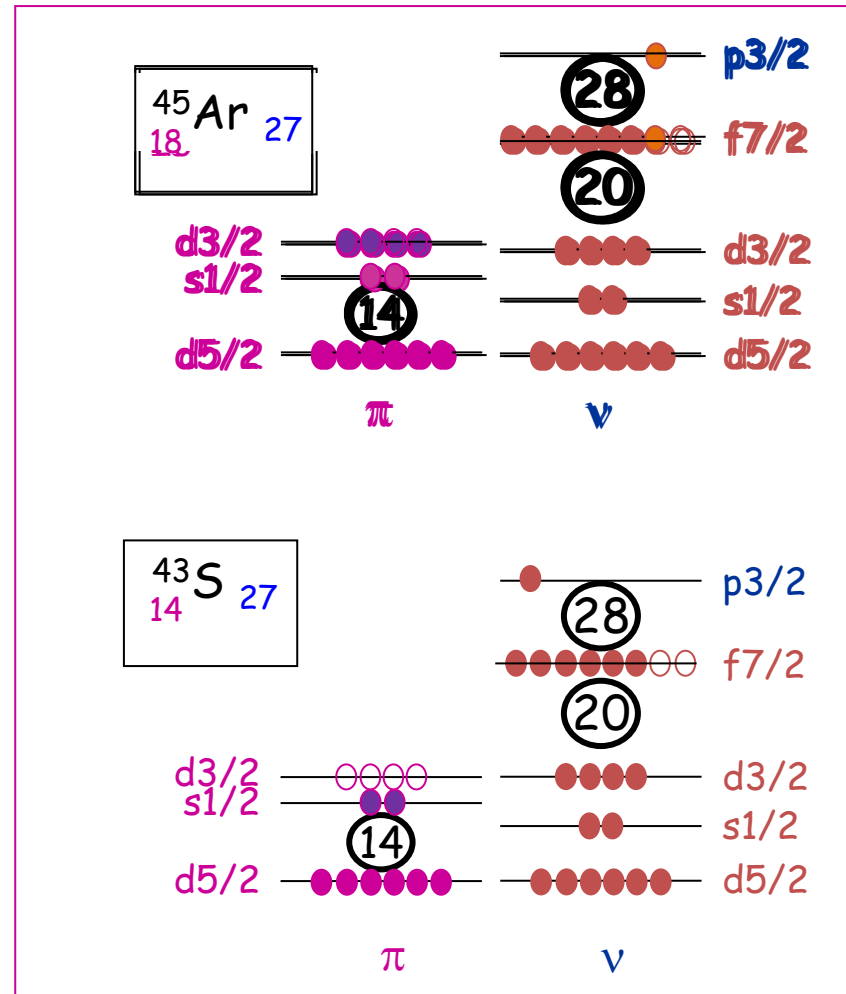 45Ar
18 27
p3/2
28
f7/2
20
d3/2 d3/2
s1/2 s1/2
14
d5/2 d5/2
π ν
43S
14 27
p3/2
28
f7/2
20
d3/2 d3/2
s1/2 s1/2
14
d5/2 d5/2
π ν